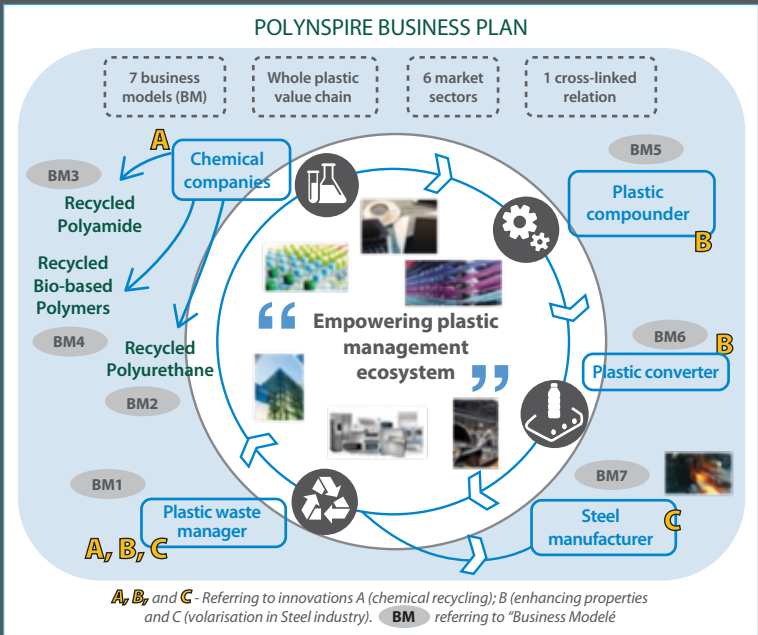 POLYNSPIRE BUSINESS PLAN
7 business
models (BM)
Whole plastic
value chain
6 market
sectors
1 cross-linked
relation
A
Chemical
companies
BM3
Recycled
Polyamide
Recycled
Bio-based
Polymers
BM4
Recycled
Polyurethane
BM2
BM5
Plastic
compounder
B
“ Empowering plastic
management
ecosystem ”
BM6
B
Plastic converter
BM1
Plastic waste
manager
A, B, C
BM7
Steel
manufacturer
C
A, B, and C - Referring to innovations A (chemical recycling); B (enhancing properties
and C (volarisation in Steel industry). BM referring to “Business Modelé